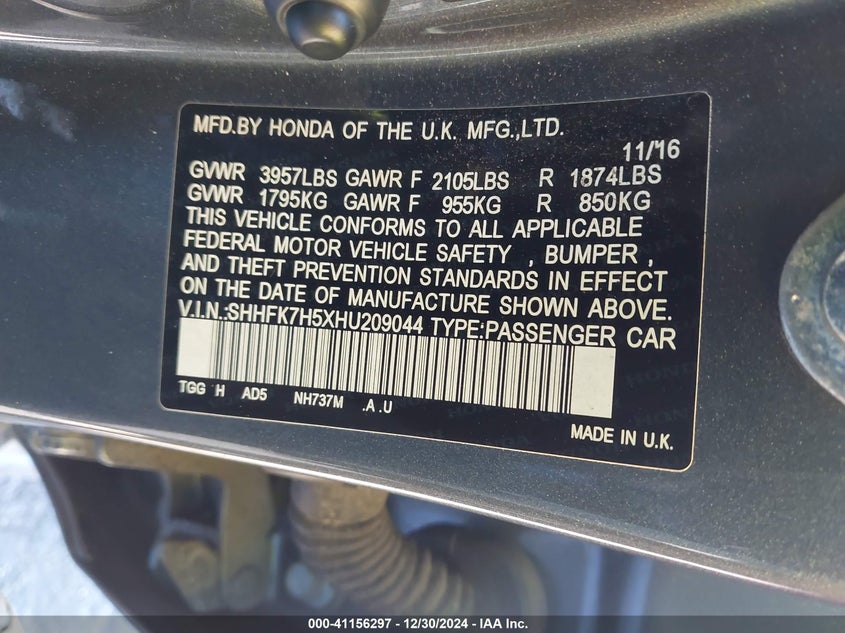 MFD.BY HONDA OF THE U.K. MFG.,LTD.
11/16
GVWR 3957LBS GAWR F 2105LBS R 1874LBS
GVWR 1795KG GAWR F 955KG R 850KG
THIS VEHICLE CONFORMS TO ALL APPLICABLE
FEDERAL MOTOR VEHICLE SAFETY , BUMPER ,
AND THEFT PREVENTION STANDARDS IN EFFECT
ON THE DATE OF MANUFACTURE SHOWN ABOVE.
V.I.N.:SHHFK7H5XHU209044 TYPE:PASSENGER CAR
TGG H AD5 NH737M .A .U
MADE IN U.K.
000-41156297 - 12/30/2024 - IAA Inc.